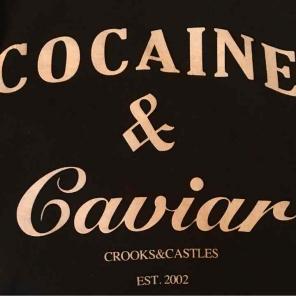 COCAINE
&
Caviar
CROOKS&CASTLES
EST. 2002